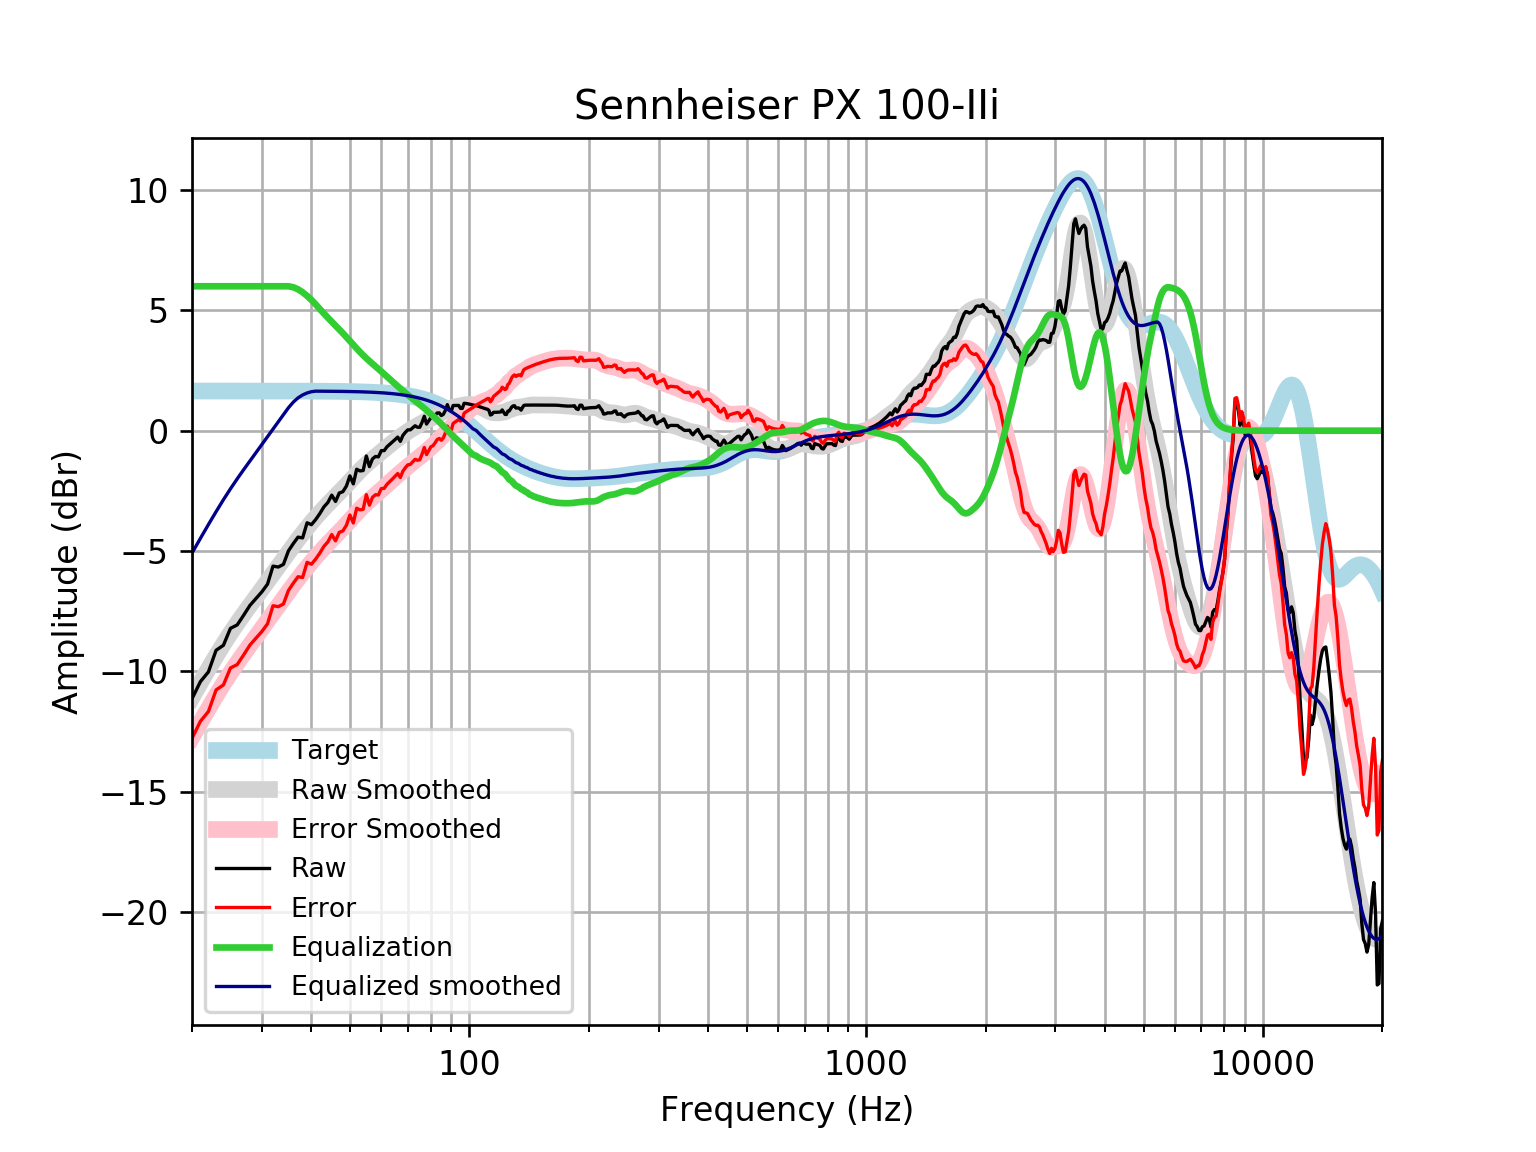 Sennheiser PX 100-IIi
10
5
0
−5
−10
−15
−20
Amplitude (dBr)
Target
Raw Smoothed
Error Smoothed
Raw
Error
Equalization
Equalized smoothed
100
1000
10000
Frequency (Hz)